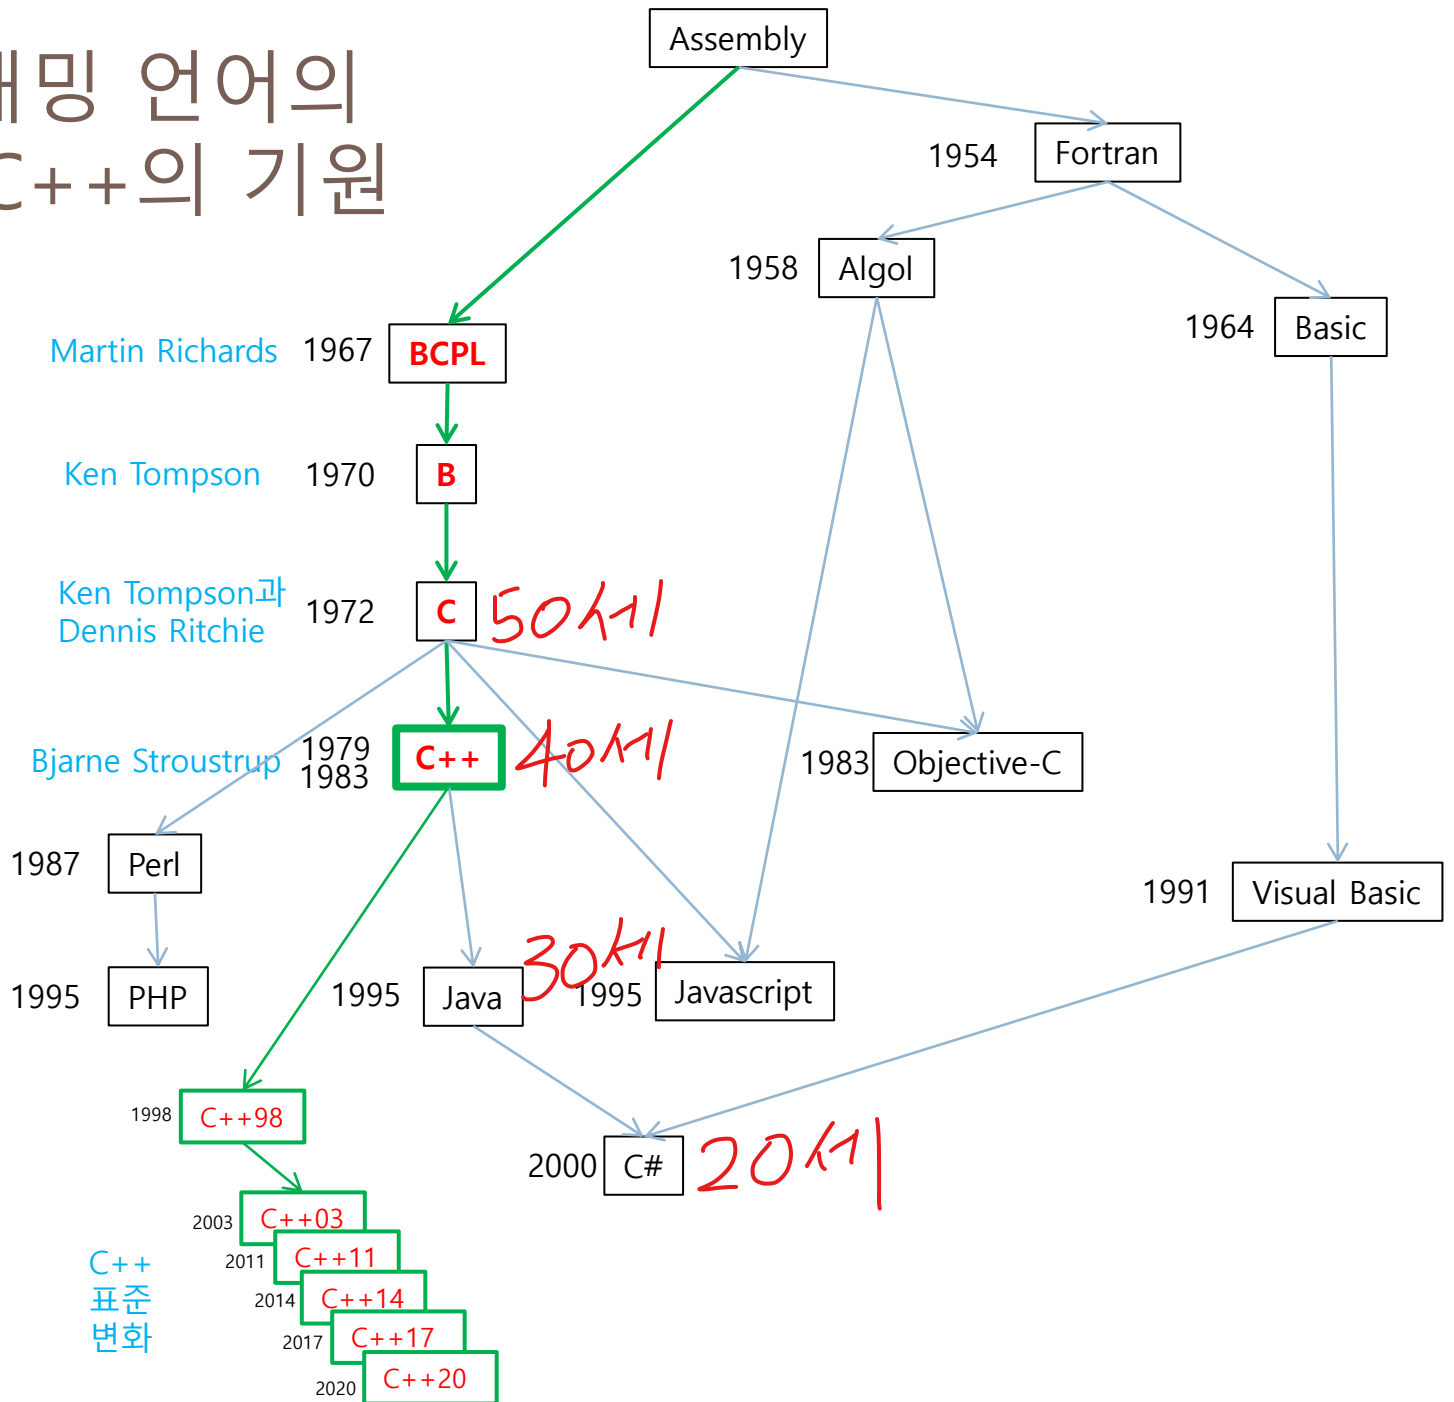 래밍 언어의
C++의 기원
Assembly
1954 Fortran
1958 Algol
1964 Basic
Martin Richards 1967 BCPL
Ken Tompson 1970 B
Ken Tompson과
Dennis Ritchie
1972 C 50세
Bjarne Stroustrup
1979
1983
C++ 40세
1983 Objective-C
1987 Perl
1991 Visual Basic
1995 PHP
1995 Java 30세
1995 Javascript
1998 C++98
2000 C# 20세
2003 C++03
2011 C++11
2014 C++14
2017 C++17
2020 C++20
C++
표준
변화